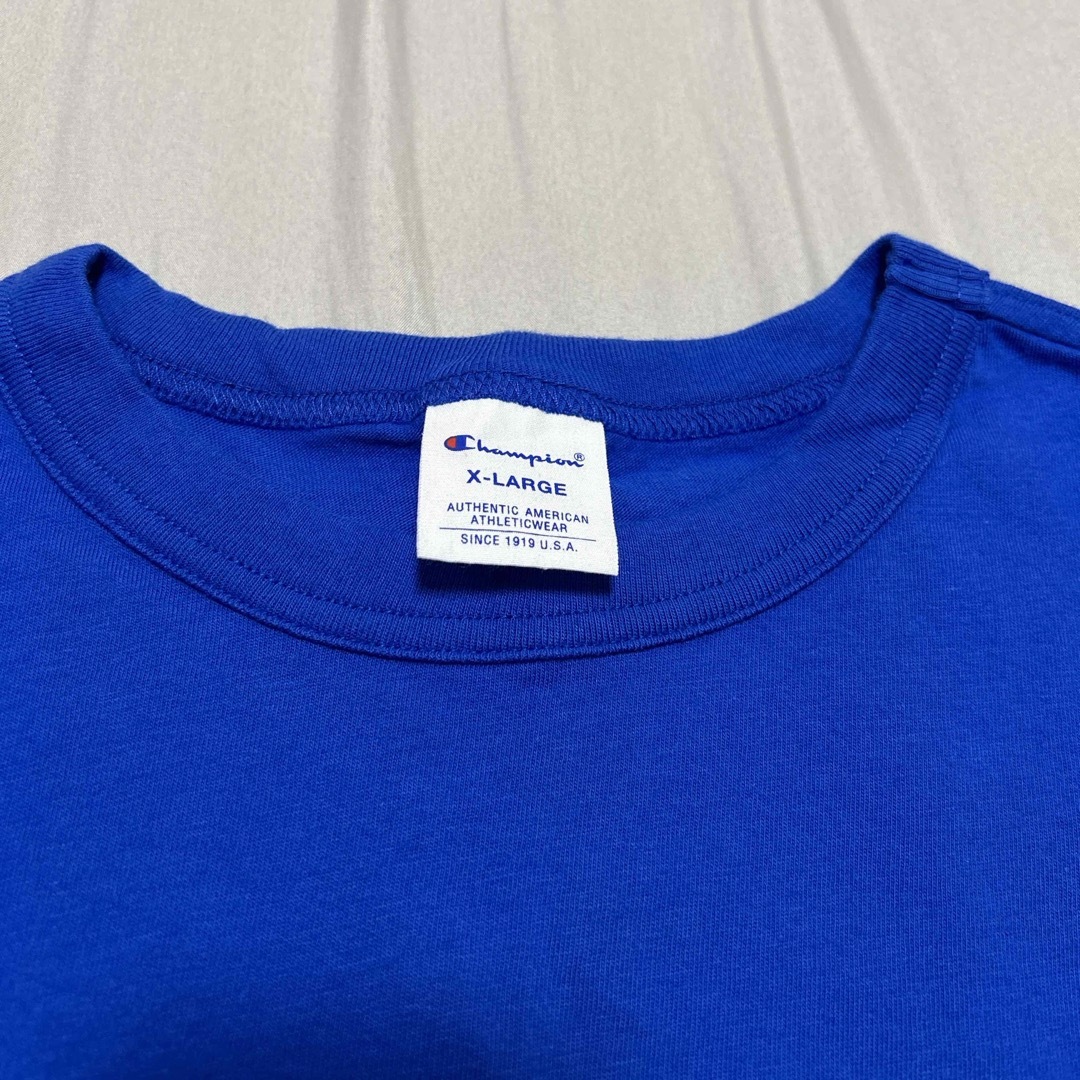 Champion®
X-LARGE
AUTHENTIC AMERICAN
ATHLETICWEAR
SINCE 1919 U.S.A.